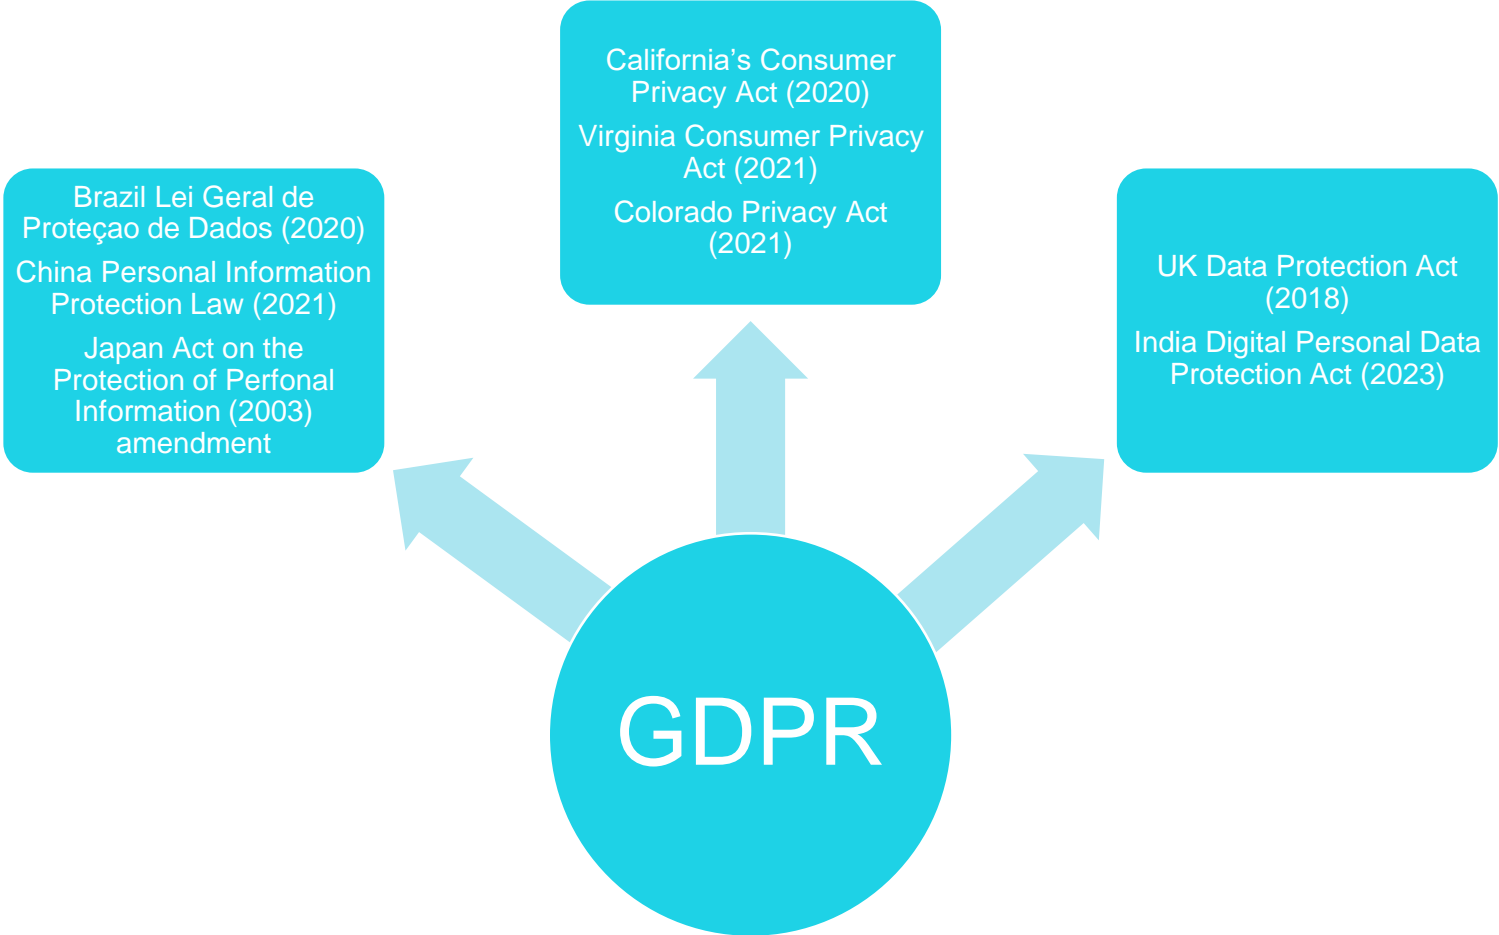 Brazil Lei Geral de
Proteçao de Dados (2020)
China Personal Information
Protection Law (2021)
Japan Act on the
Protection of Perfonal
Information (2003)
amendment
California’s Consumer
Privacy Act (2020)
Virginia Consumer Privacy
Act (2021)
Colorado Privacy Act
(2021)
UK Data Protection Act
(2018)
India Digital Personal Data
Protection Act (2023)
GDPR